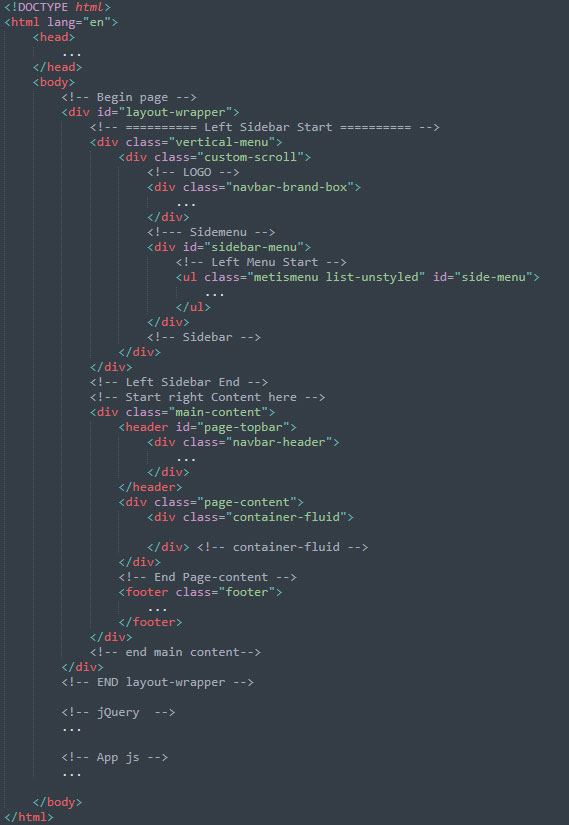 <!DOCTYPE html>
<html lang="en">
    <head>
        ...
    </head>
    <body>
        <!-- Begin page -->
        <div id="layout-wrapper">
            <!-- ========== Left Sidebar Start ========== -->
            <div class="vertical-menu">
                <div class="custom-scroll">
                    <!-- LOGO -->
                    <div class="navbar-brand-box">
                        ...
                    </div>
                    <!--- Sidemenu -->
                    <div id="sidebar-menu">
                        <!-- Left Menu Start -->
                        <ul class="metismenu list-unstyled" id="side-menu">
                            ...
                        </ul>
                    </div>
                    <!-- Sidebar -->
                </div>
            </div>
            <!-- Left Sidebar End -->
            <!-- Start right Content here -->
            <div class="main-content">
                <header id="page-topbar">
                    <div class="navbar-header">
                        ...
                    </div>
                </header>
                <div class="page-content">
                    <div class="container-fluid">

                    </div> <!-- container-fluid -->
                </div>
                <!-- End Page-content -->
                <footer class="footer">
                    ...
                </footer>
            </div>
            <!-- end main content-->
        </div>
        <!-- END layout-wrapper -->

        <!-- jQuery  -->
        ...

        <!-- App js -->
        ...

    </body>
</html>